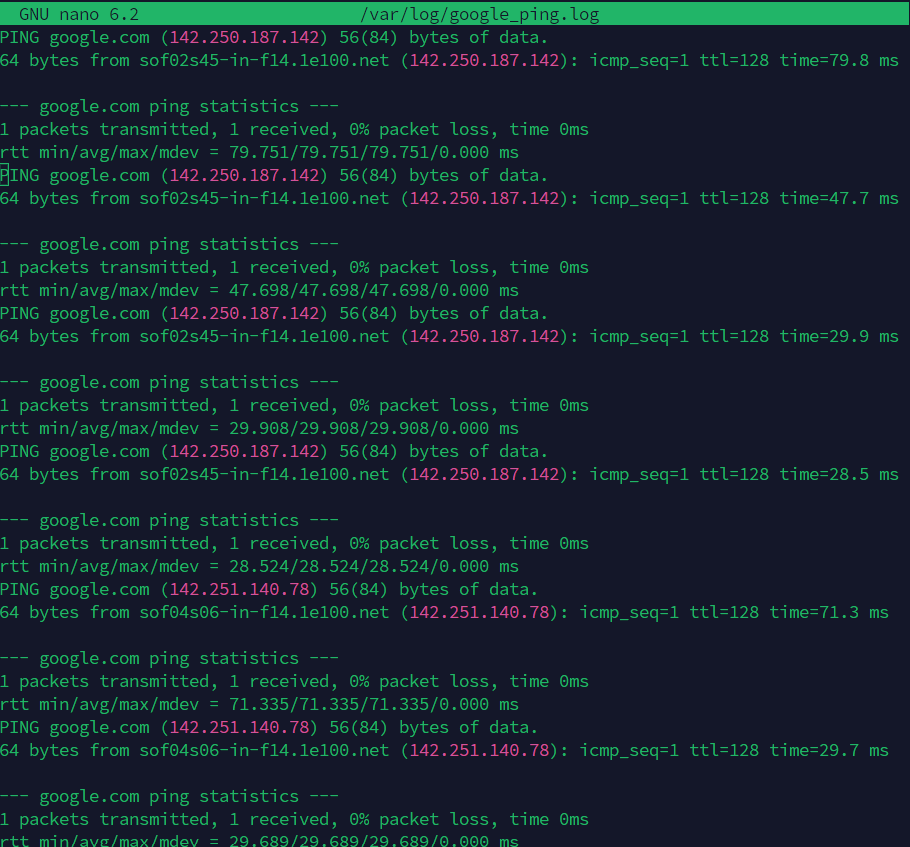 GNU nano 6.2 /var/log/google_ping.log
PING google.com (142.250.187.142) 56(84) bytes of data.
64 bytes from sof02s45-in-f14.1e100.net (142.250.187.142): icmp_seq=1 ttl=128 time=79.8 ms
--- google.com ping statistics ---
1 packets transmitted, 1 received, 0% packet loss, time 0ms
rtt min/avg/max/mdev = 79.751/79.751/79.751/0.000 ms
PING google.com (142.250.187.142) 56(84) bytes of data.
64 bytes from sof02s45-in-f14.1e100.net (142.250.187.142): icmp_seq=1 ttl=128 time=47.7 ms
--- google.com ping statistics ---
1 packets transmitted, 1 received, 0% packet loss, time 0ms
rtt min/avg/max/mdev = 47.698/47.698/47.698/0.000 ms
PING google.com (142.250.187.142) 56(84) bytes of data.
64 bytes from sof02s45-in-f14.1e100.net (142.250.187.142): icmp_seq=1 ttl=128 time=29.9 ms
--- google.com ping statistics ---
1 packets transmitted, 1 received, 0% packet loss, time 0ms
rtt min/avg/max/mdev = 29.908/29.908/29.908/0.000 ms
PING google.com (142.250.187.142) 56(84) bytes of data.
64 bytes from sof02s45-in-f14.1e100.net (142.250.187.142): icmp_seq=1 ttl=128 time=28.5 ms
--- google.com ping statistics ---
1 packets transmitted, 1 received, 0% packet loss, time 0ms
rtt min/avg/max/mdev = 28.524/28.524/28.524/0.000 ms
PING google.com (142.251.140.78) 56(84) bytes of data.
64 bytes from sof04s06-in-f14.1e100.net (142.251.140.78): icmp_seq=1 ttl=128 time=71.3 ms
--- google.com ping statistics ---
1 packets transmitted, 1 received, 0% packet loss, time 0ms
rtt min/avg/max/mdev = 71.335/71.335/71.335/0.000 ms
PING google.com (142.251.140.78) 56(84) bytes of data.
64 bytes from sof04s06-in-f14.1e100.net (142.251.140.78): icmp_seq=1 ttl=128 time=29.7 ms
--- google.com ping statistics ---
1 packets transmitted, 1 received, 0% packet loss, time 0ms
rtt min/avg/max/mdev = 29.689/29.689/29.689/0.000 ms